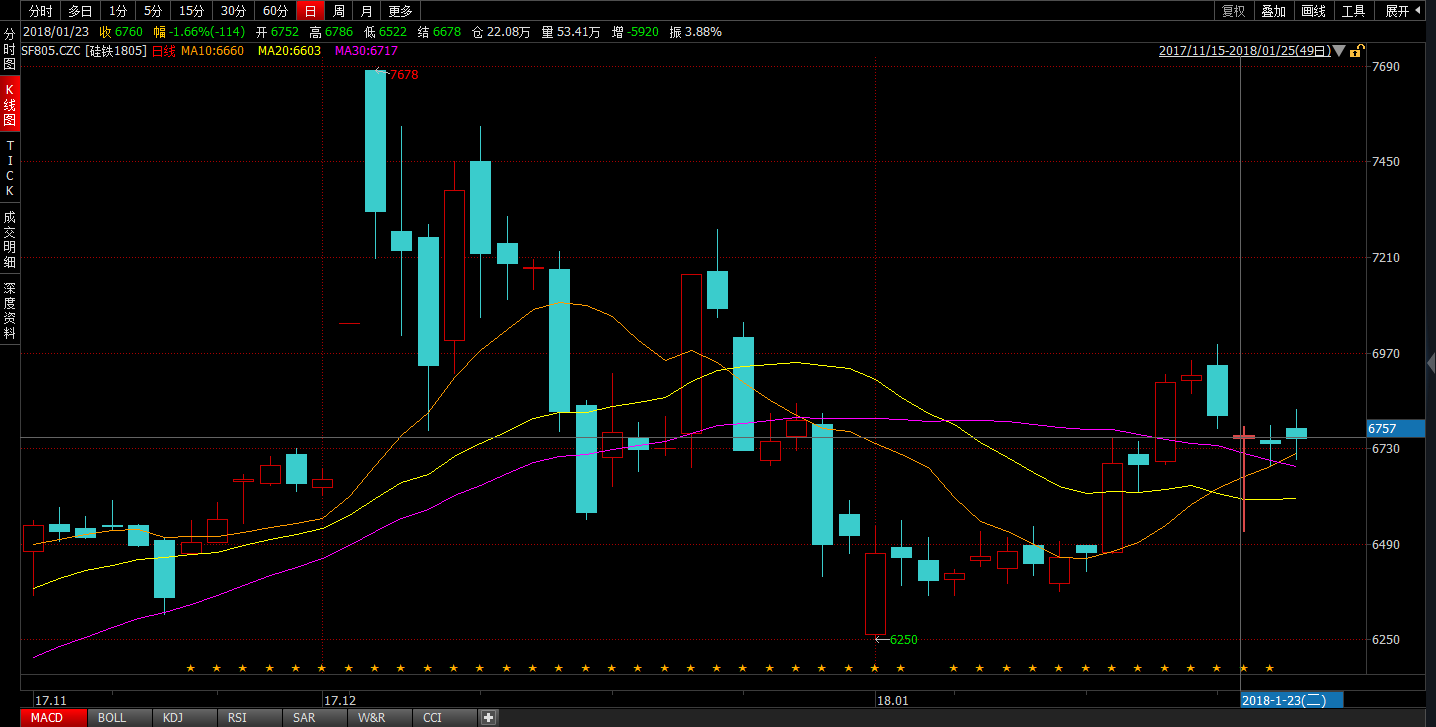 分时 多日 1分 5分 15分 30分 60分 日 周 月 更多 复权 叠加 画线 工具 展开
2018/01/23 收 6760 幅 -1.66%(-114) 开 6752 高 6786 低 6522 结 6678 仓 22.08万 量 53.41万 增 -5920 振 3.88%
SF805.CZC [硅铁1805] 日线 MA10:6660 MA20:6603 MA30:6717 2017/11/15-2018/01/25(49日)
分时图
K线图
TICK
成交明细
深度资料
7678
7690
7450
7210
6970
6757
6730
6490
6250
6250
17.11 17.12 18.01 2018-1-23(二)
MACD BOLL KDJ RSI SAR W&R CCI